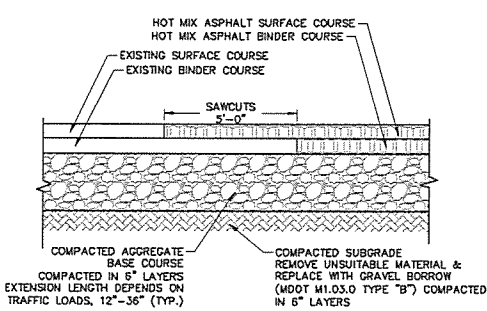 HOT MIX ASPHALT SURFACE COURSE
HOT MIX ASPHALT BINDER COURSE
EXISTING SURFACE COURSE
EXISTING BINDER COURSE
SAWCUTS
5'-0"
COMPACTED AGGREGATE
BASE COURSE
COMPACTED IN 6" LAYERS
EXTENSION LENGTH DEPENDS ON
TRAFFIC LOADS, 12"-36" (TYP.)
COMPACTED SUBGRADE
REMOVE UNSUITABLE MATERIAL &
REPLACE WITH GRAVEL BORROW
(MDOT M1.03.0 TYPE "B") COMPACTED
IN 6" LAYERS